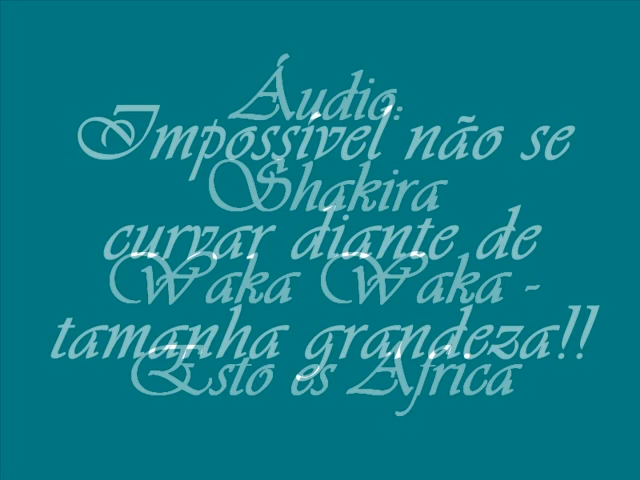 Áudio:
Impossível não se
Shakira
curvar diante de
Waka Waka -
tamanha grandeza!!
Esto es África